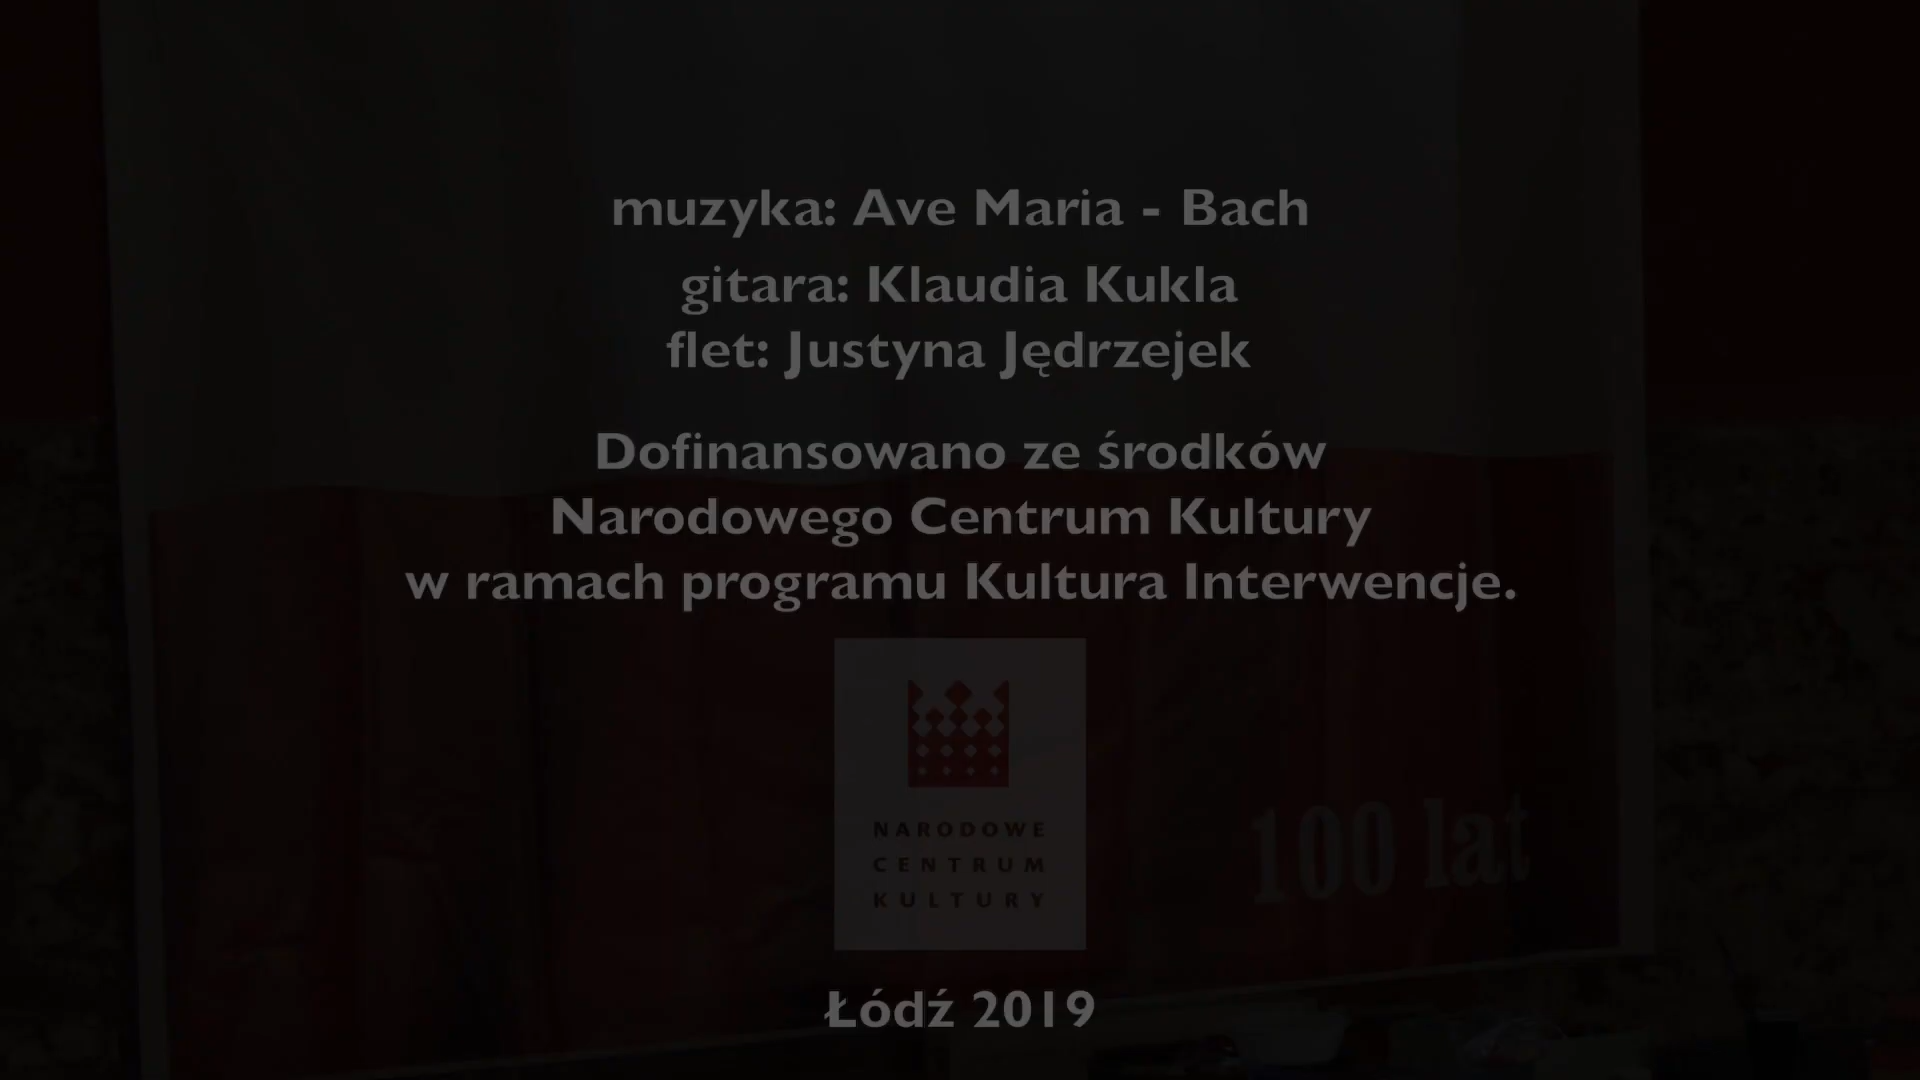 muzyka: Ave Maria - Bach
gitara: Klaudia Kukla
flet: Justyna Jędrzejek
Dofinansowano ze środków
Narodowego Centrum Kultury
w ramach programu Kultura Interwencje.
NARODOWE
CENTRUM
KULTURY
100 lat
Łódź 2019